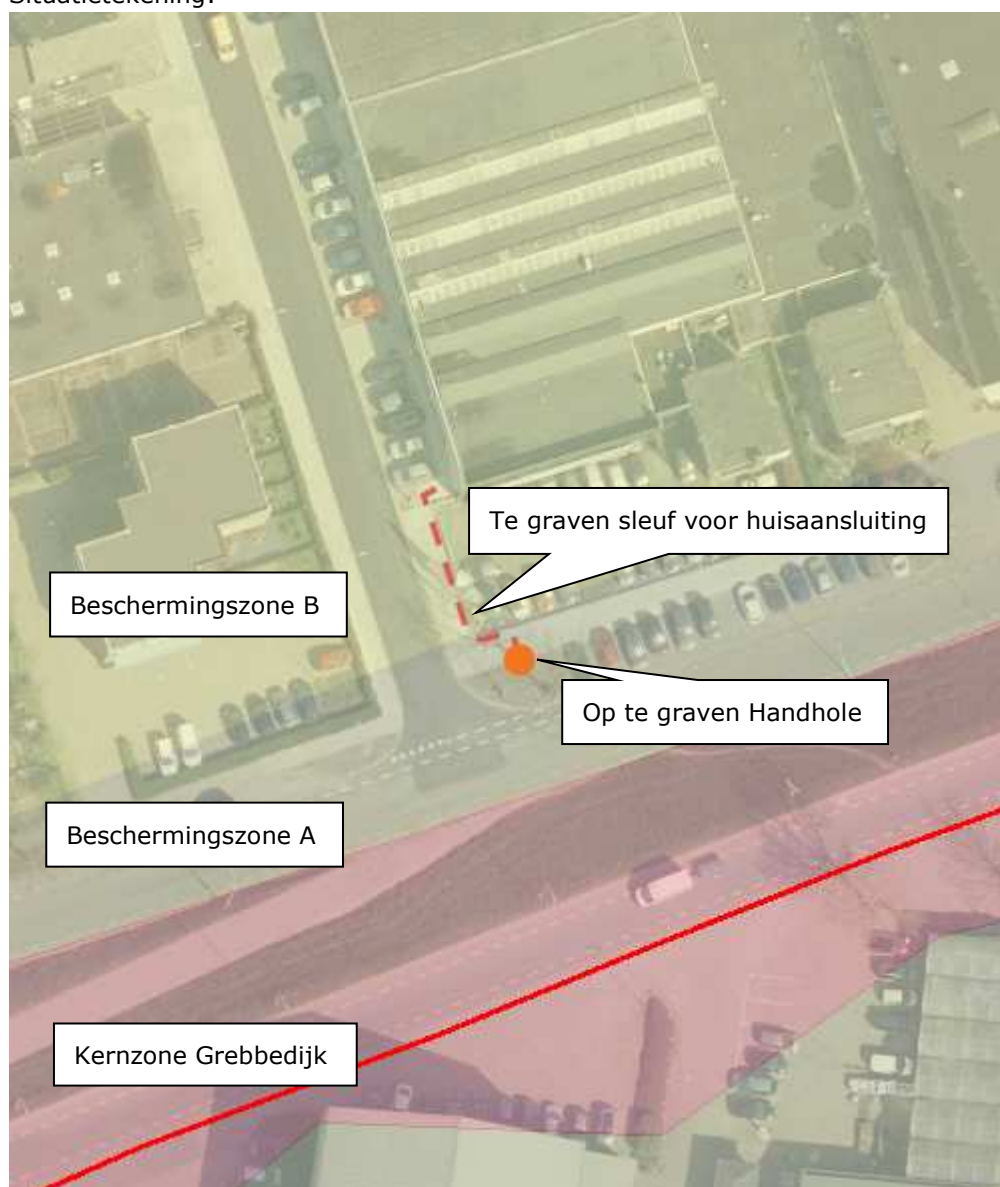 Situatietekening:
Te graven sleuf voor huisaansluiting
Beschermingszone B
Op te graven Handhole
Beschermingszone A
Kernzone Grebbedijk